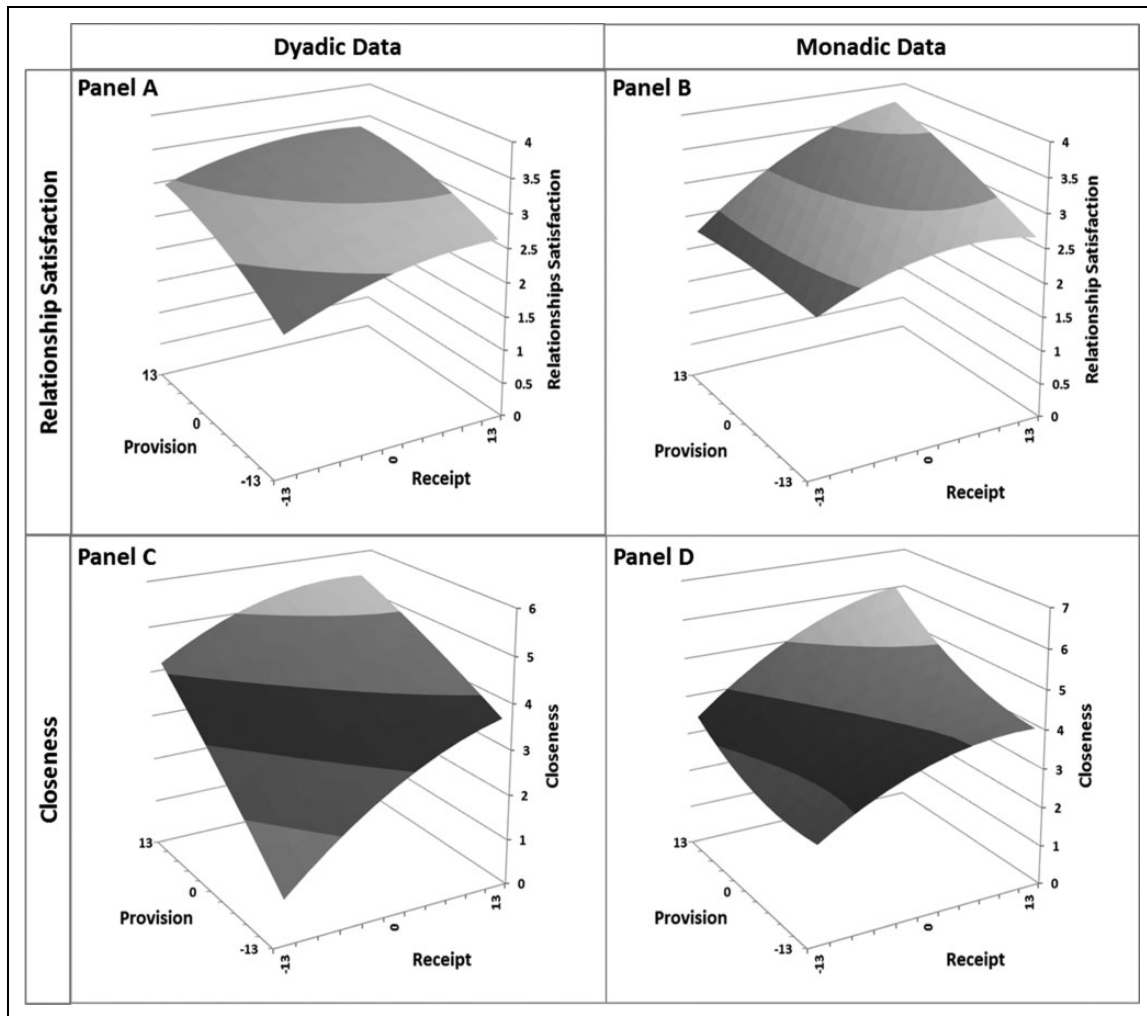 Dyadic Data
Monadic Data
Relationship Satisfaction
Panel A
4
3.5
3
2.5
2
1.5
1
0.5
0
Relationships Satisfaction
13
0
-13
Provision
-13
0
13
Receipt
Panel B
4
3.5
3
2.5
2
1.5
1
0.5
0
Relationship Satisfaction
13
0
-13
Provision
-13
0
13
Receipt
Closeness
Panel C
6
5
4
3
2
1
0
Closeness
13
0
-13
Provision
-13
0
13
Receipt
Panel D
7
6
5
4
3
2
1
0
Closeness
13
0
-13
Provision
-13
0
13
Receipt